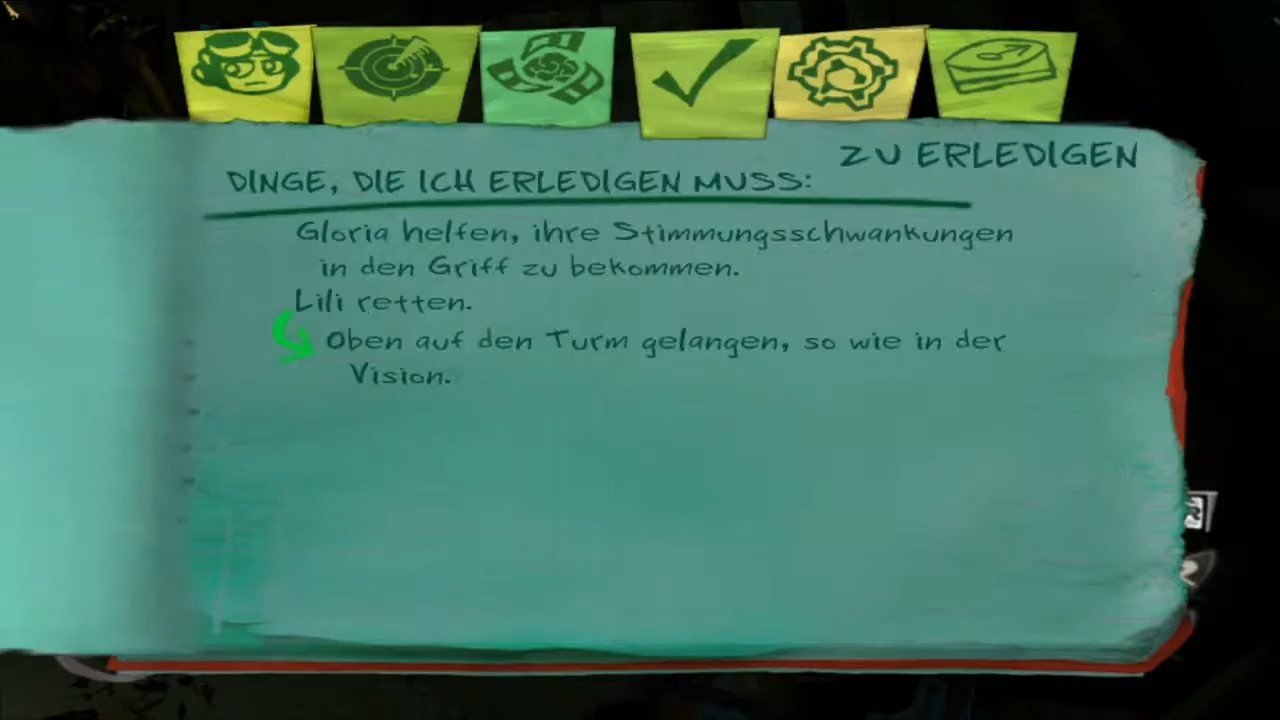 ZU ERLEDIGEN
DINGE, DIE ICH ERLEDIGEN MUSS:
Gloria helfen, ihre Stimmungsschwankungen
in den Griff zu bekommen.
Lili retten.
Oben auf den Turm gelangen, so wie in der
Vision.